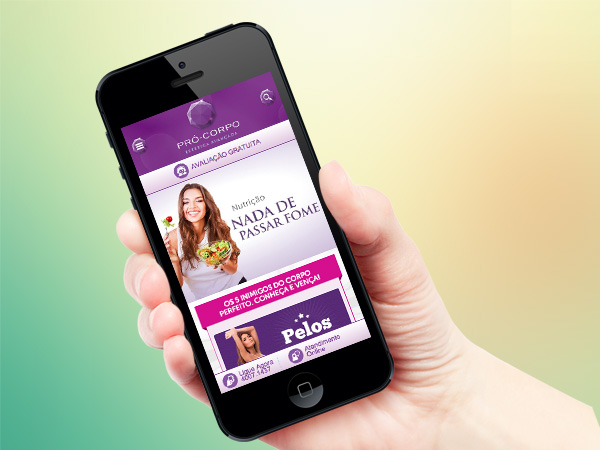 PRÓ-CORPO
ESTÉTICA AVANÇADA
AVALIAÇÃO GRATUITA
Nutrição
NADA DE
PASSAR FOME
OS 5 INIMIGOS DO CORPO
PERFEITO. CONHEÇA E VENÇA!
Pelos
Ligue Agora
4007-1437
Atendimento
Online